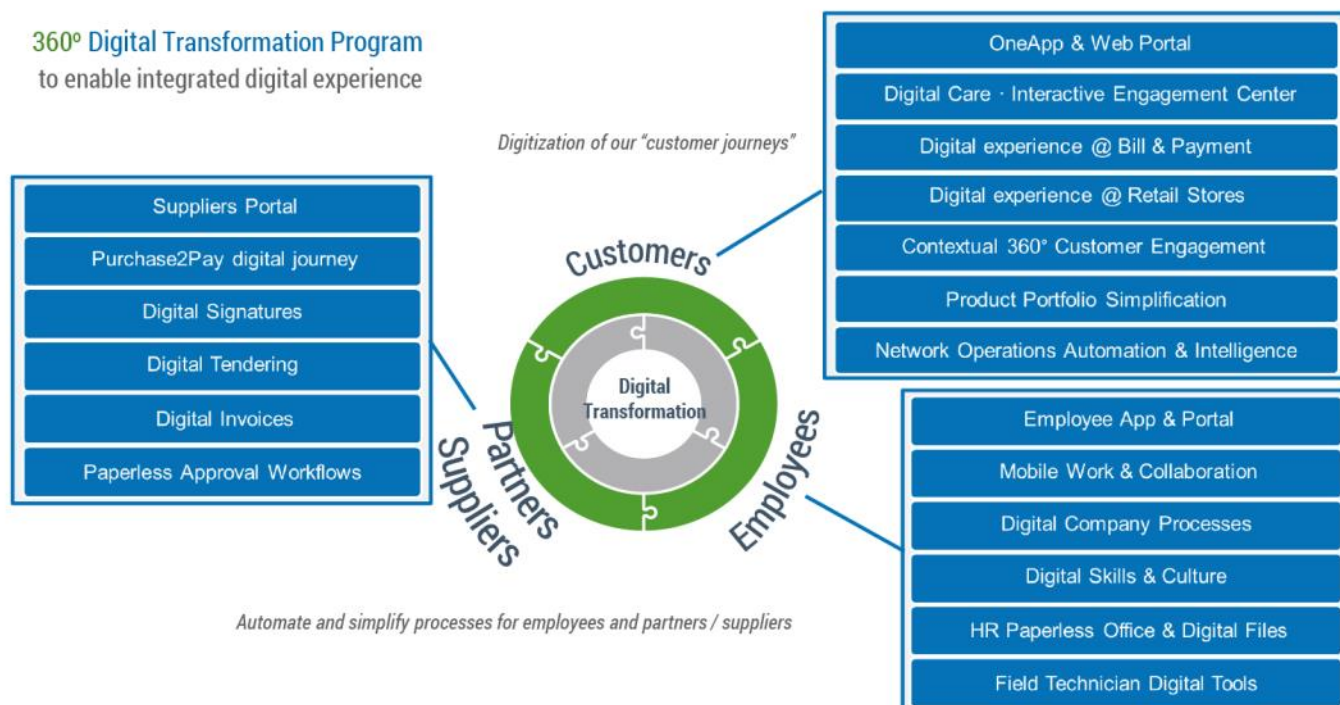 360º Digital Transformation Program
to enable integrated digital experience
Digitization of our “customer journeys”
OneApp & Web Portal
Digital Care · Interactive Engagement Center
Digital experience @ Bill & Payment
Digital experience @ Retail Stores
Contextual 360° Customer Engagement
Product Portfolio Simplification
Network Operations Automation & Intelligence
Suppliers Portal
Purchase2Pay digital journey
Digital Signatures
Digital Tendering
Digital Invoices
Paperless Approval Workflows
Customers
Digital
Transformation
Partners
Suppliers
Employees
Employee App & Portal
Mobile Work & Collaboration
Digital Company Processes
Digital Skills & Culture
HR Paperless Office & Digital Files
Field Technician Digital Tools
Automate and simplify processes for employees and partners / suppliers